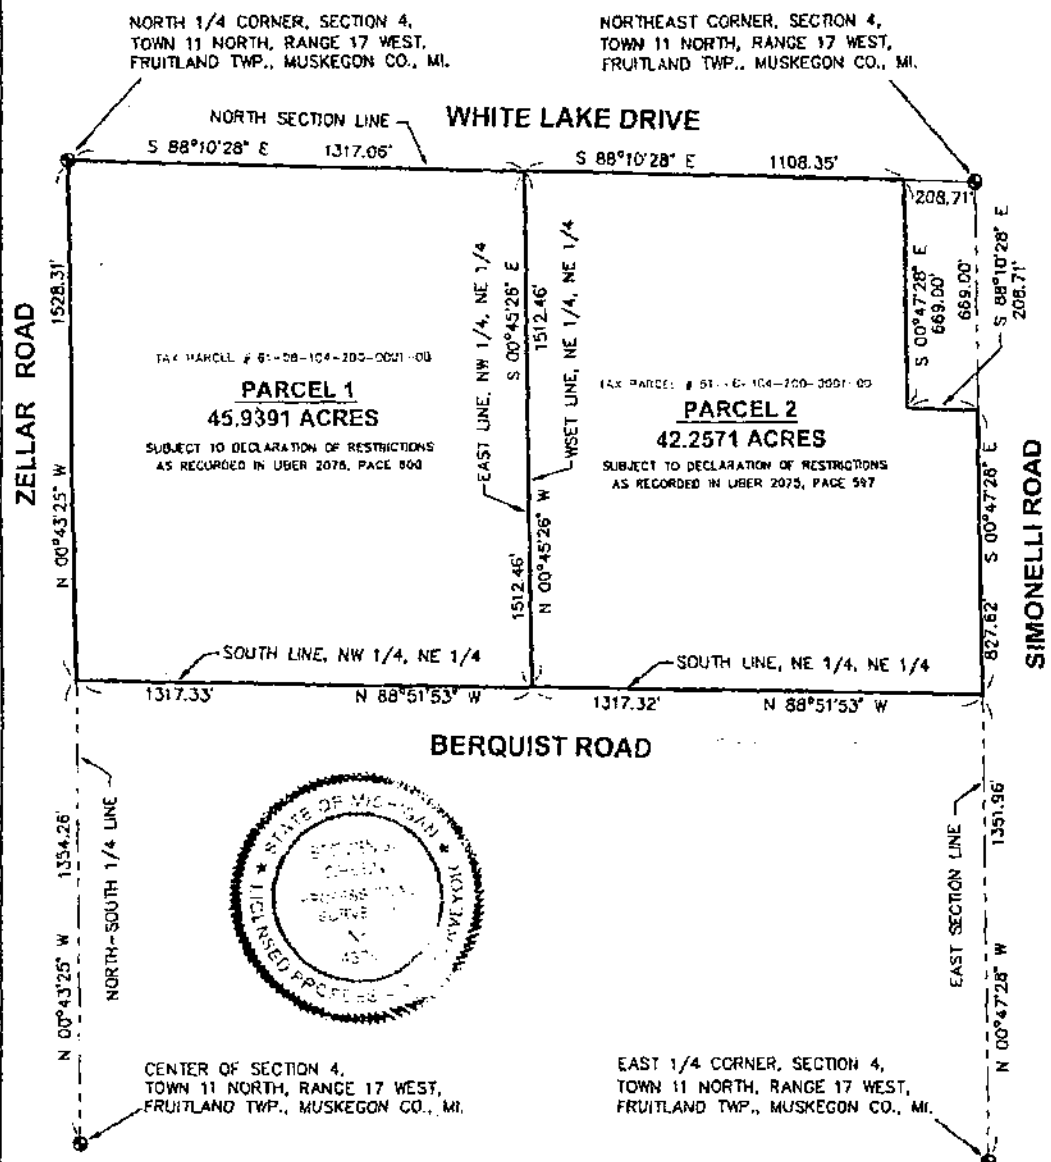 NORTH 1/4 CORNER, SECTION 4,
TOWN 11 NORTH, RANGE 17 WEST,
FRUITLAND TWP., MUSKEGON CO., MI.
NORTHEAST CORNER, SECTION 4,
TOWN 11 NORTH, RANGE 17 WEST,
FRUITLAND TWP., MUSKEGON CO., MI.
NORTH SECTION LINE
WHITE LAKE DRIVE
S 88°10'28" E 1317.06'
S 88°10'28" E 1108.35'
208.71'
ZELLAR ROAD
1528.31'
N 00°43'25" W
TAX PARCEL #
PARCEL 1
45.9391 ACRES
SUBJECT TO DECLARATION OF RESTRICTIONS
AS RECORDED IN LIBER 2075, PAGE 600
EAST LINE, NW 1/4, NE 1/4
S 00°45'26" E
1512.46'
WSET LINE, NE 1/4, NE 1/4
1512.46'
N 00°45'26" W
TAX PARCEL #
PARCEL 2
42.2571 ACRES
SUBJECT TO DECLARATION OF RESTRICTIONS
AS RECORDED IN LIBER 2075, PAGE 597
S 00°47'28" E
669.00'
669.00'
S 88°10'28" E
208.71'
S 00°47'28" E
827.62'
SIMONELLI ROAD
SOUTH LINE, NW 1/4, NE 1/4
1317.33' N 88°51'53" W
SOUTH LINE, NE 1/4, NE 1/4
1317.32' N 88°51'53" W
BERQUIST ROAD
1354.26'
N 00°43'25" W
NORTH-SOUTH 1/4 LINE
STATE OF MICHIGAN
LICENSED
EAST SECTION LINE
1351.96'
N 00°47'28" W
CENTER OF SECTION 4,
TOWN 11 NORTH, RANGE 17 WEST,
FRUITLAND TWP., MUSKEGON CO., MI.
EAST 1/4 CORNER, SECTION 4,
TOWN 11 NORTH, RANGE 17 WEST,
FRUITLAND TWP., MUSKEGON CO., MI.